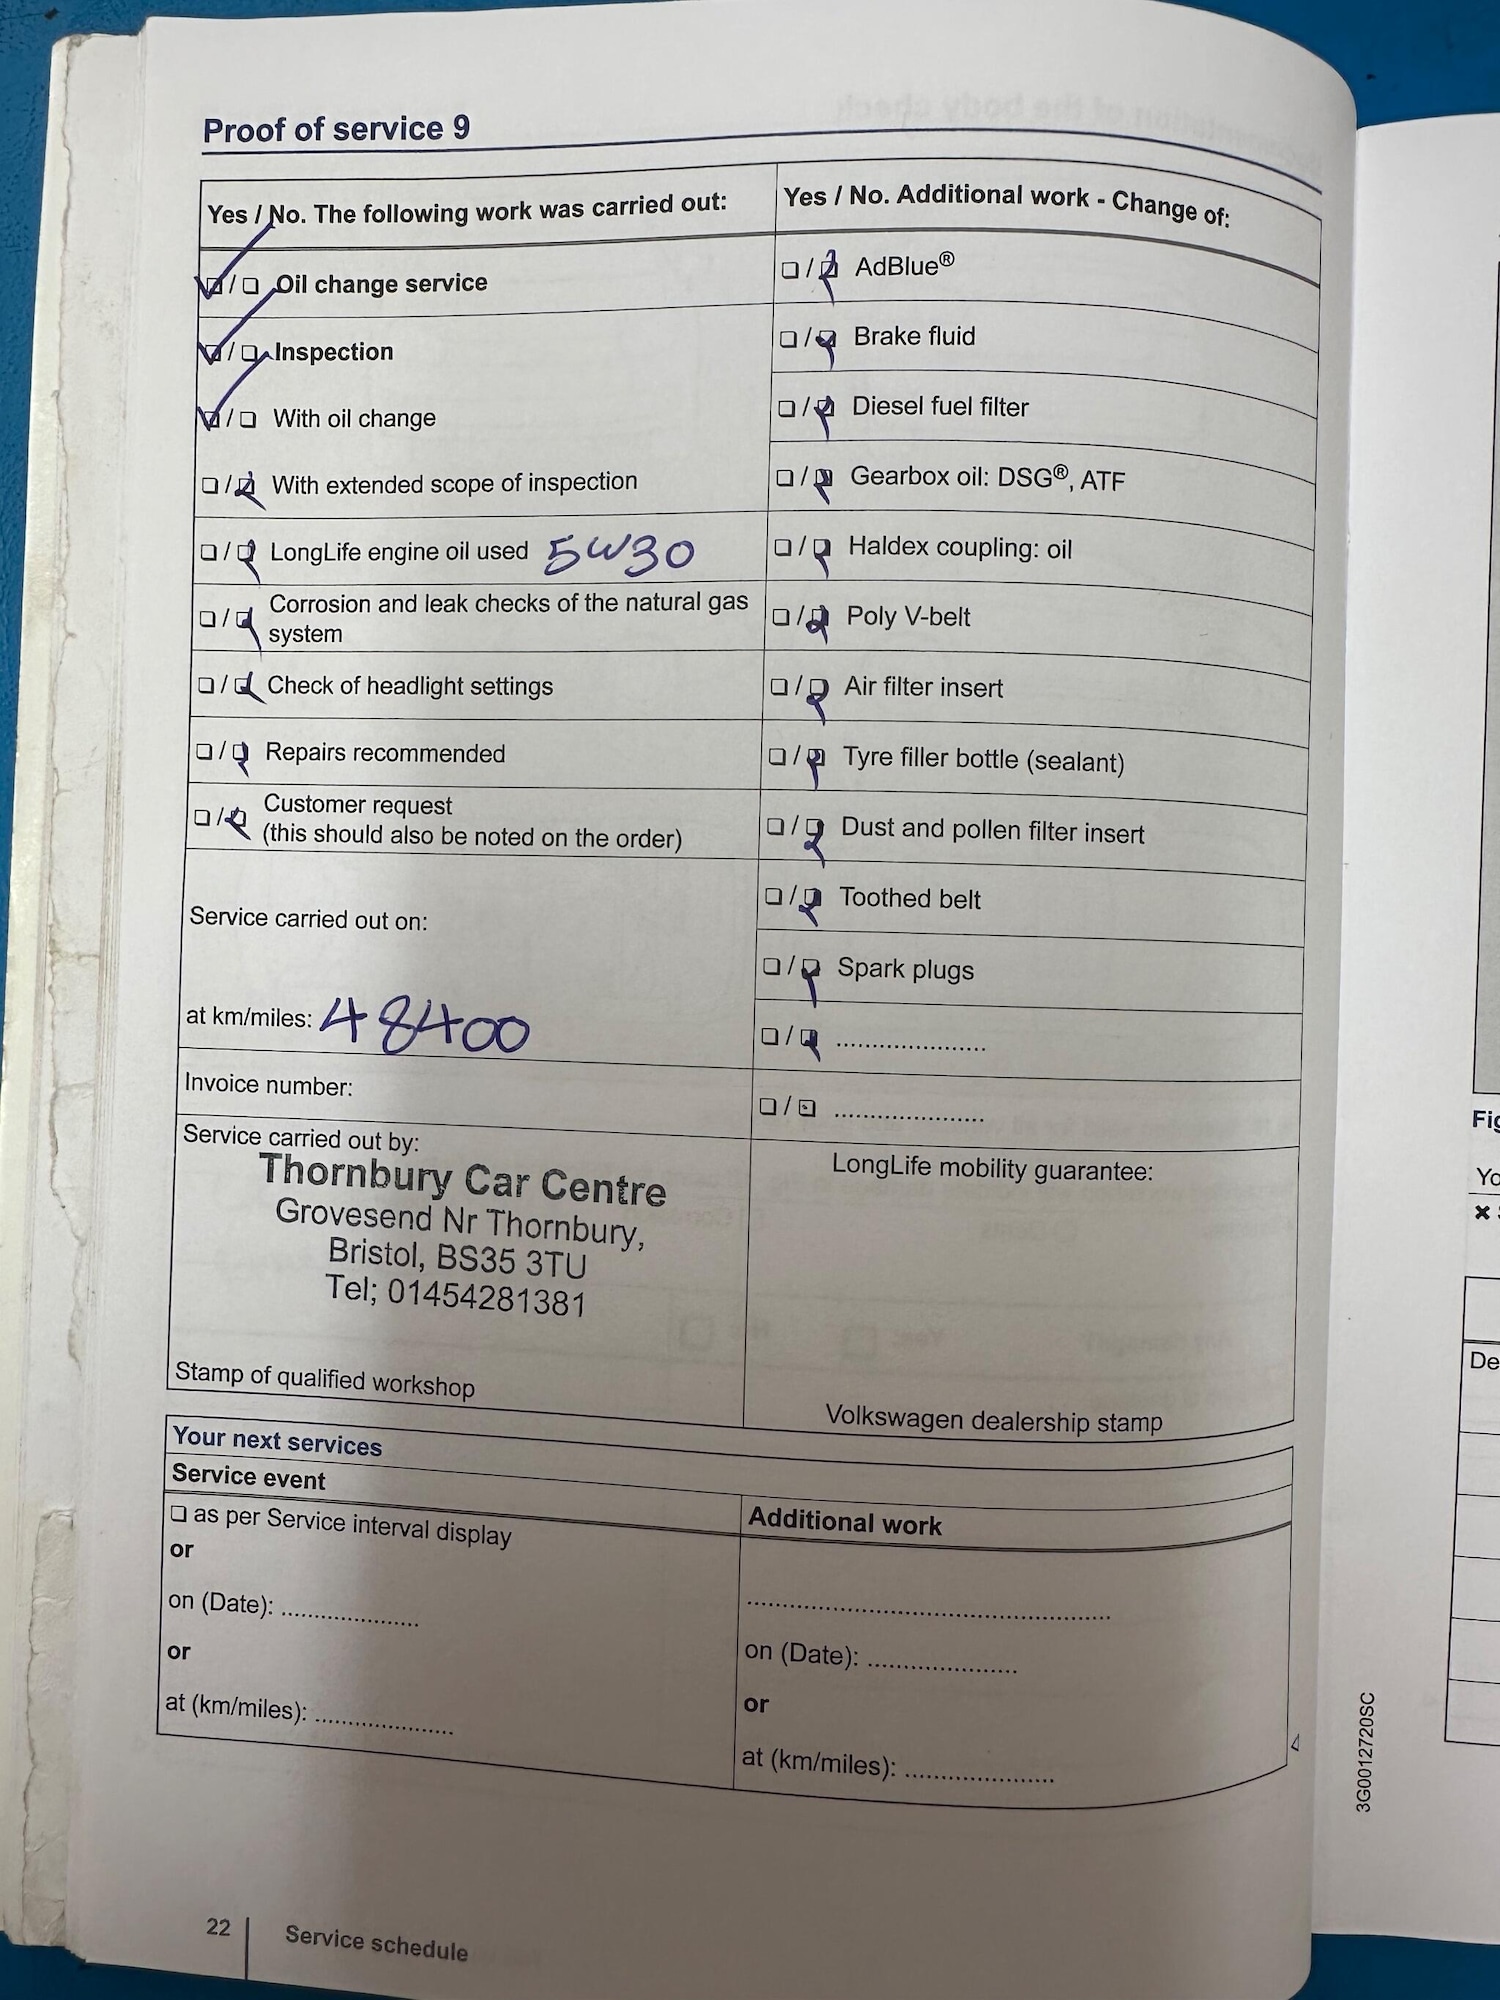 Proof of service 9
Yes / No. The following work was carried out:
Oil change service
Inspection
With oil change
With extended scope of inspection
LongLife engine oil used 5W30
Corrosion and leak checks of the natural gas
system
Check of headlight settings
Repairs recommended
Customer request
(this should also be noted on the order)
Service carried out on:
at km/miles: 48400
Invoice number:
Service carried out by:
Thornbury Car Centre
Grovesend Nr Thornbury,
Bristol, BS35 3TU
Tel; 01454281381
Stamp of qualified workshop
Yes / No. Additional work - Change of:
AdBlue®
Brake fluid
Diesel fuel filter
Gearbox oil: DSG®, ATF
Haldex coupling: oil
Poly V-belt
Air filter insert
Tyre filler bottle (sealant)
Dust and pollen filter insert
Toothed belt
Spark plugs
LongLife mobility guarantee:
Volkswagen dealership stamp
Your next services
Service event
as per Service interval display
or
on (Date): .....................
or
at (km/miles): .....................
Additional work
on (Date): ......................
or
at (km/miles): ......................
3G0012720SC
22
Service schedule